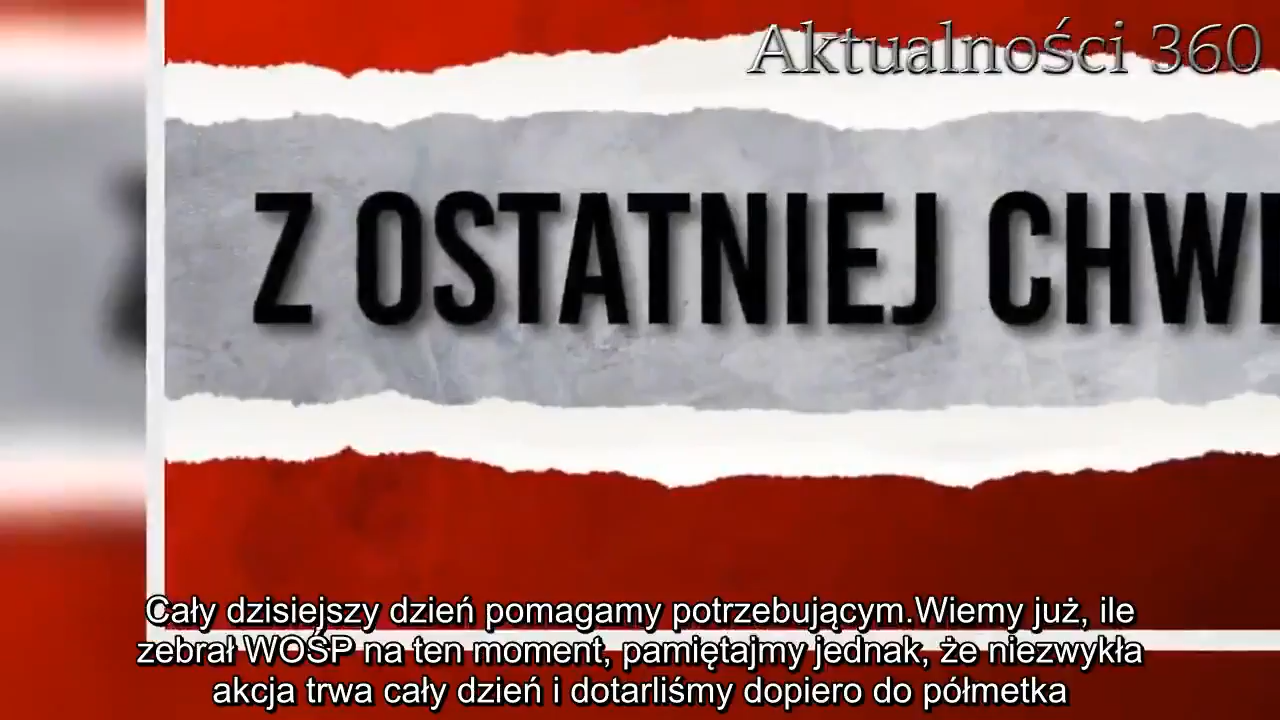 Aktualności 360
Z OSTATNIEJ
Cały dzisiejszy dzień pomagamy potrzebującym.Wiemy już, ile
zebrał WOŚP na ten moment, pamiętajmy jednak, że niezwykła
akcja trwa cały dzień i dotarliśmy dopiero do półmetka